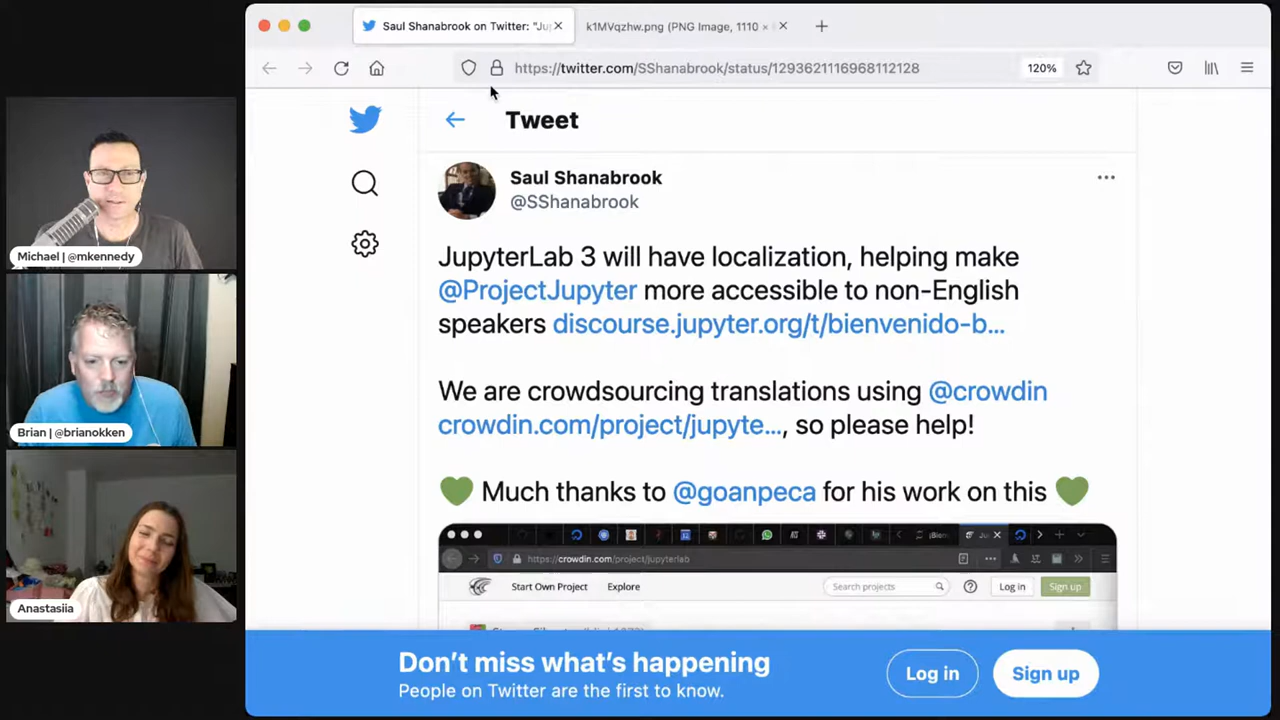 Saul Shanabrook on Twitter: "Ju
k1MVqzhw.png (PNG Image, 1110 ×
https://twitter.com/SShanabrook/status/1293621116968112128
120%
Tweet
Saul Shanabrook
@SShanabrook
JupyterLab 3 will have localization, helping make
@ProjectJupyter more accessible to non-English
speakers discourse.jupyter.org/t/bienvenido-b...
We are crowdsourcing translations using @crowdin
crowdin.com/project/jupyte..., so please help!
💚 Much thanks to @goanpeca for his work on this 💚
https://crowdin.com/project/jupyterlab
Start Own Project
Explore
Search projects
Log in
Sign up
Don't miss what's happening
People on Twitter are the first to know.
Log in
Sign up
Michael | @mkennedy
Brian | @brianokken
Anastasiia